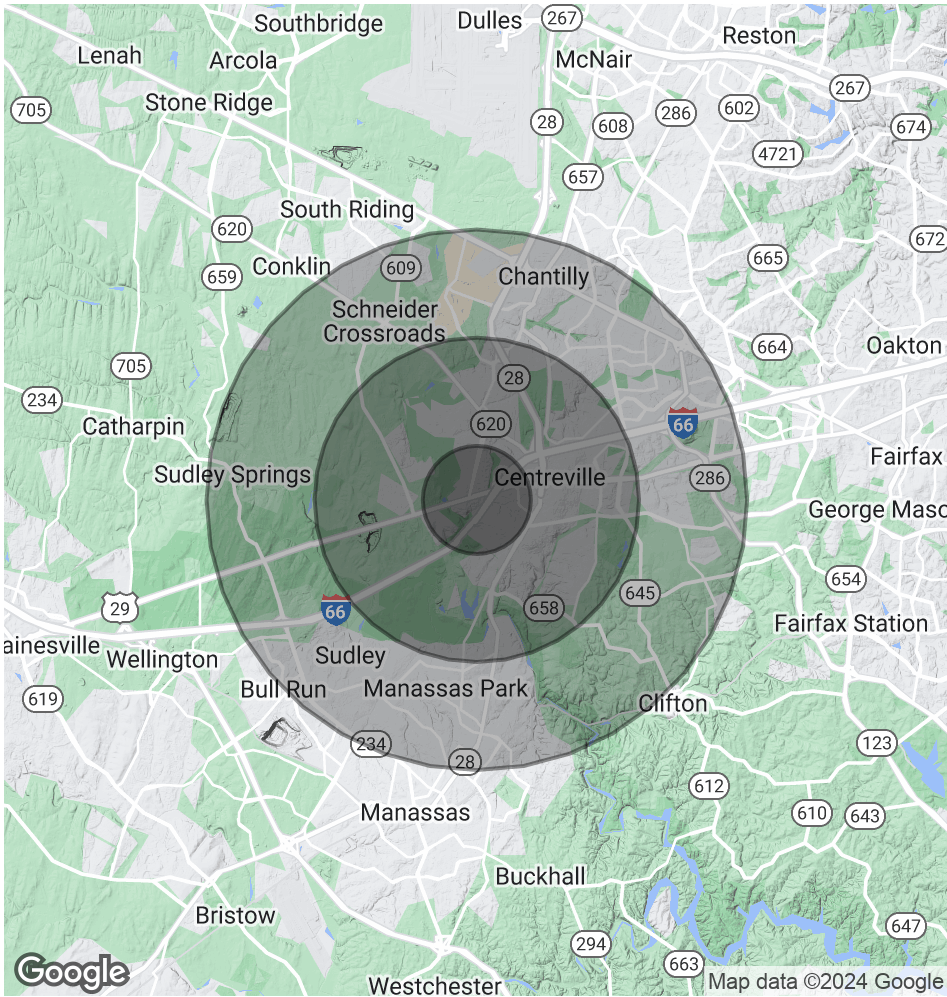 Southbridge
Dulles
267
Reston
Lenah
Arcola
McNair
267
Stone Ridge
705
28
608
286
602
674
4721
657
South Riding
620
672
Conklin
609
659
Chantilly
665
Schneider
Crossroads
664
Oakton
705
28
234
620
66
Catharpin
Fairfax
Sudley Springs
Centreville
286
George Maso
654
645
29
66
658
Fairfax Station
ainesville
Wellington
Sudley
Bull Run
Manassas Park
619
Clifton
234
28
123
612
610
643
Manassas
Buckhall
Bristow
647
294
663
Google
Westchester
Map data ©2024 Google